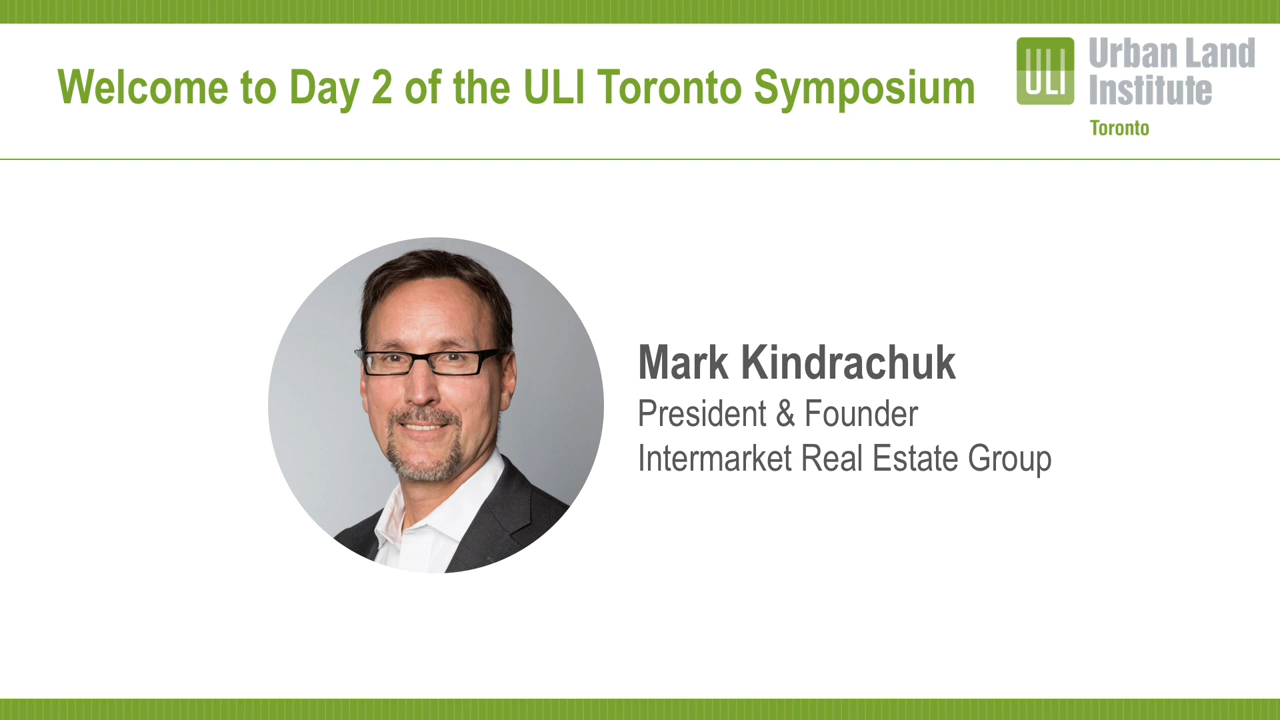 Welcome to Day 2 of the ULI Toronto Symposium
ULI
Urban Land
Institute
Toronto
Mark Kindrachuk
President & Founder
Intermarket Real Estate Group